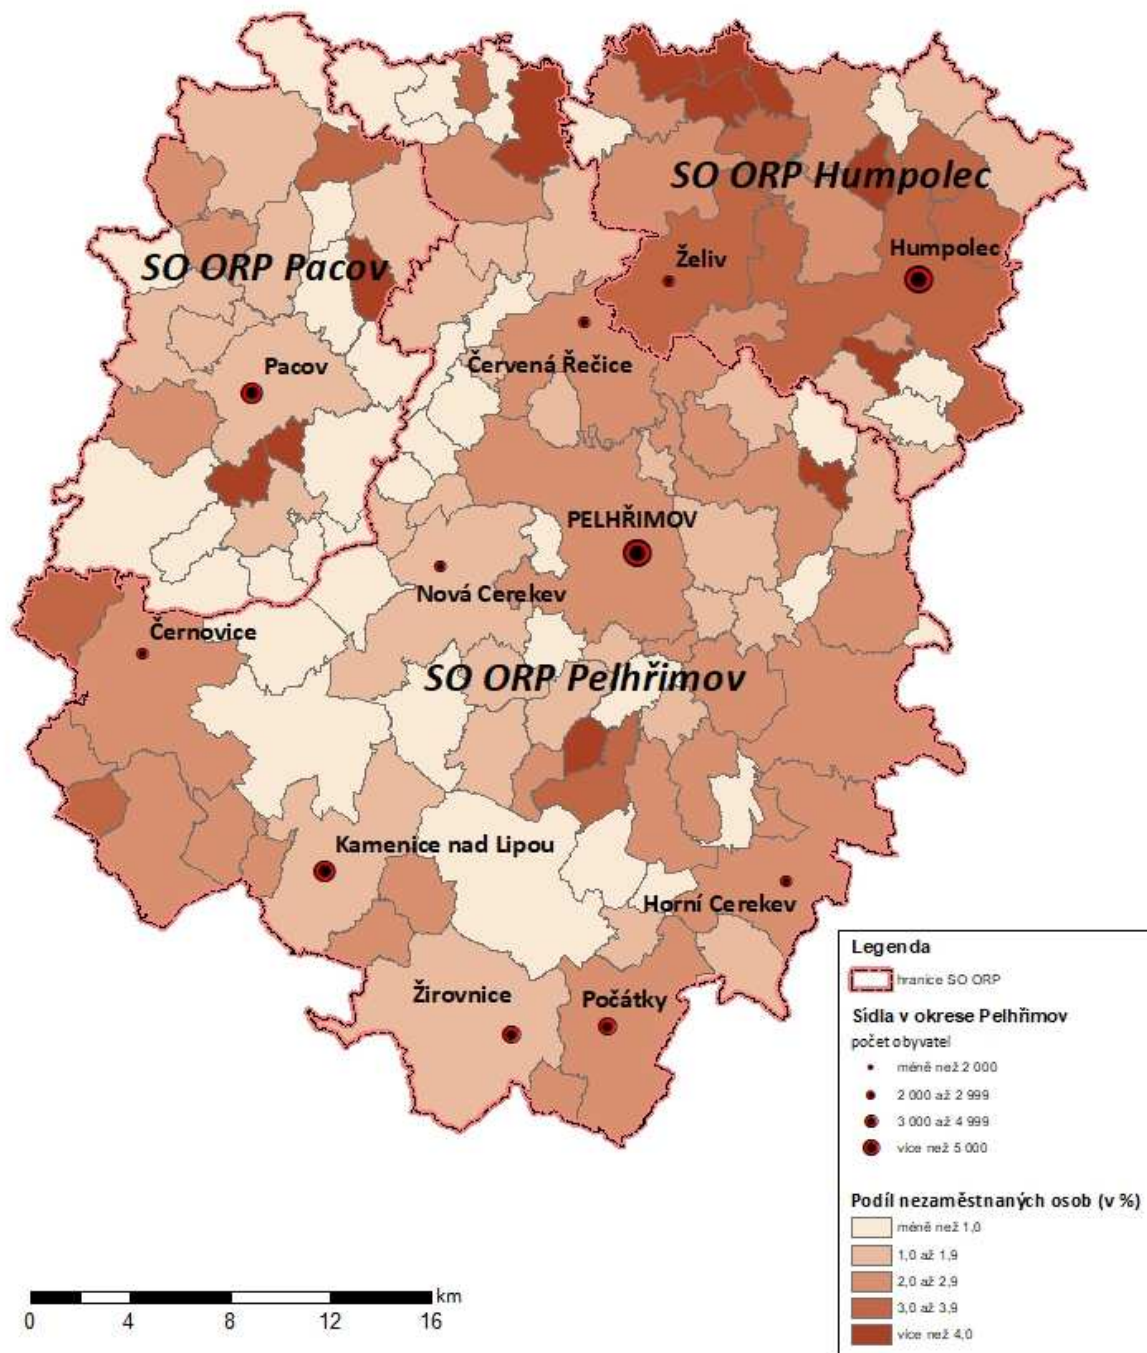 SO ORP Humpolec
Humpolec
Želiv
SO ORP Pacov
Červená Řečice
Pacov
PELHŘIMOV
Nová Cerekev
Černovice
SO ORP Pelhřimov
Kamenice nad Lipou
Horní Cerekev
Žirovnice
Počátky
Legenda
hranice SO ORP
Sídla v okrese Pelhřimov
počet obyvatel
méně než 2 000
2 000 až 2 999
3 000 až 4 999
více než 5 000
Podíl nezaměstnaných osob (v %)
méně než 1,0
1,0 až 1,9
2,0 až 2,9
3,0 až 3,9
více než 4,0
km
0 4 8 12 16